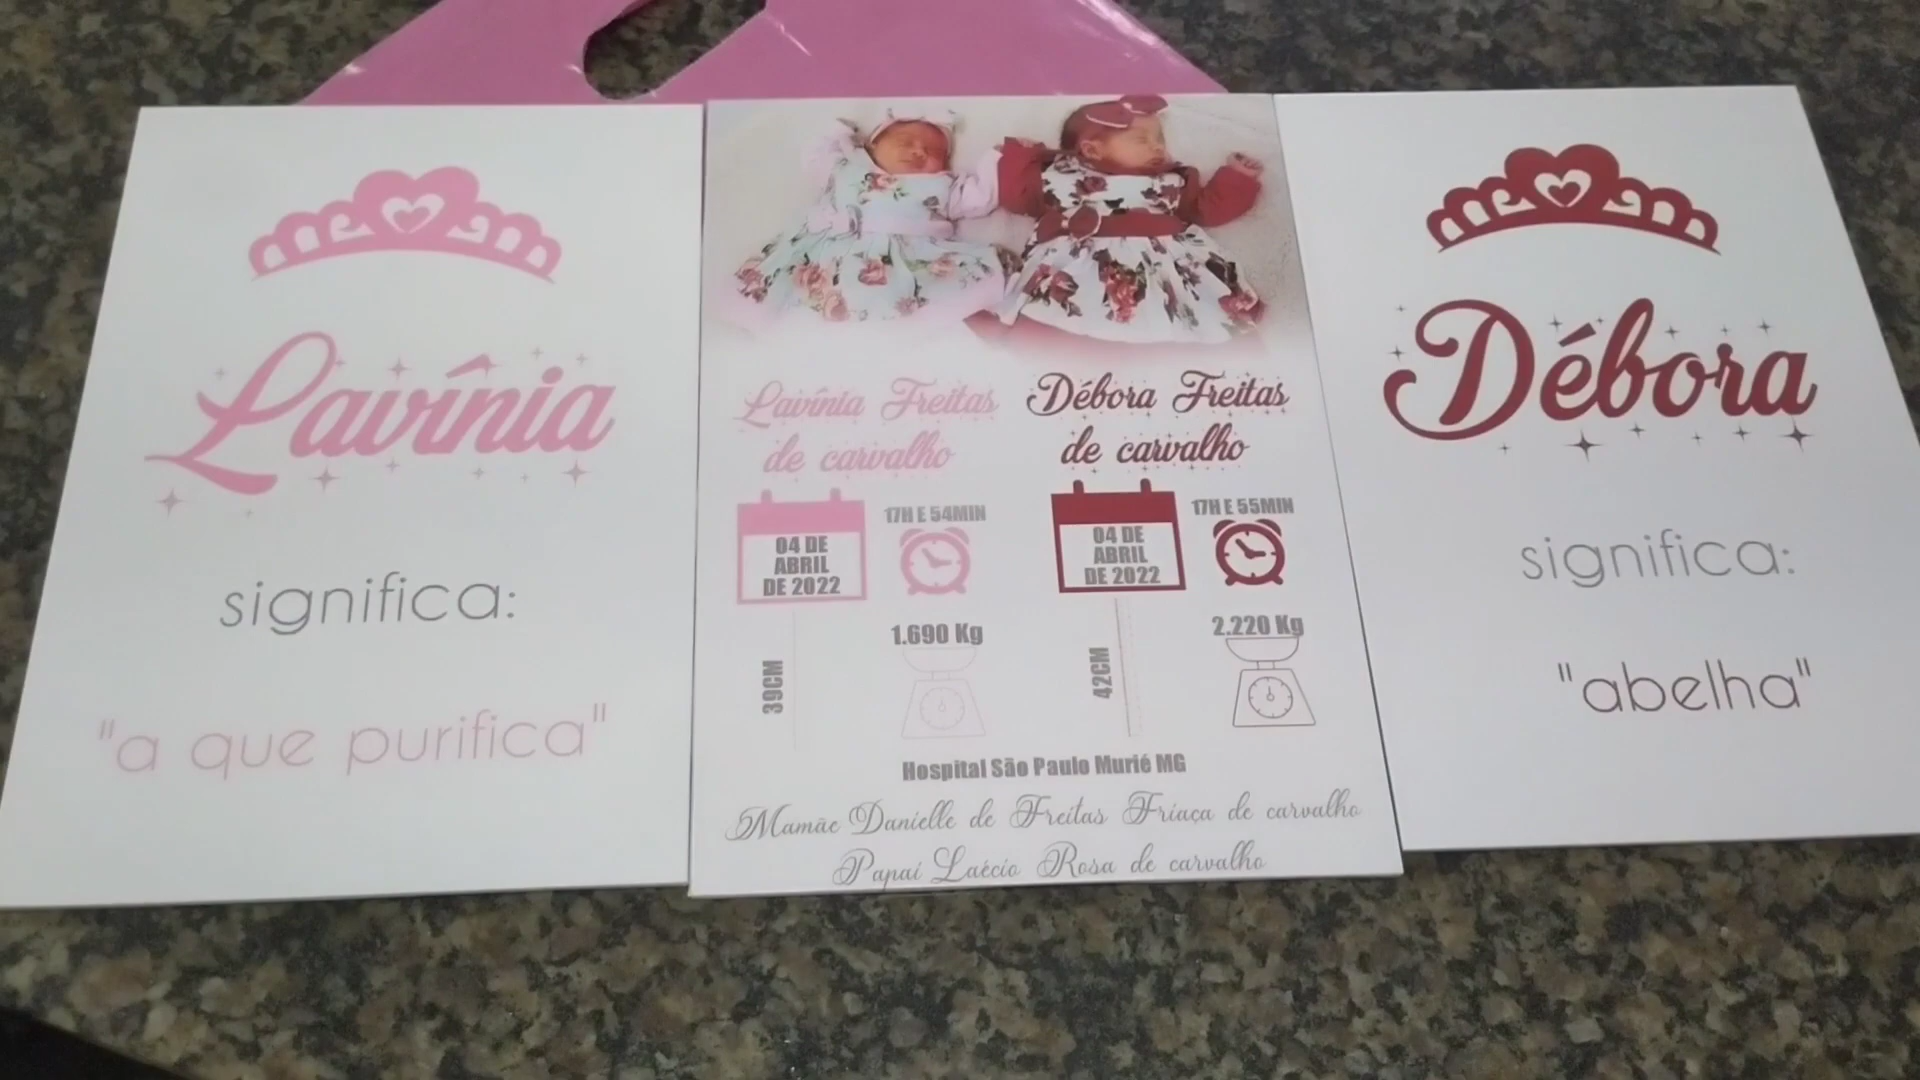 Lavínia
significa:
"a que purifica"
Lavínia Freitas
de carvalho
04 DE
ABRIL
DE 2022
17H E 54MIN
39CM
1.690 Kg
Débora Freitas
de carvalho
04 DE
ABRIL
DE 2022
17H E 55MIN
42CM
2.220 Kg
Hospital São Paulo Murié MG
Mamãe Danielle de Freitas Friaça de carvalho
Papai Laécio Rosa de carvalho
Débora
significa:
"abelha"